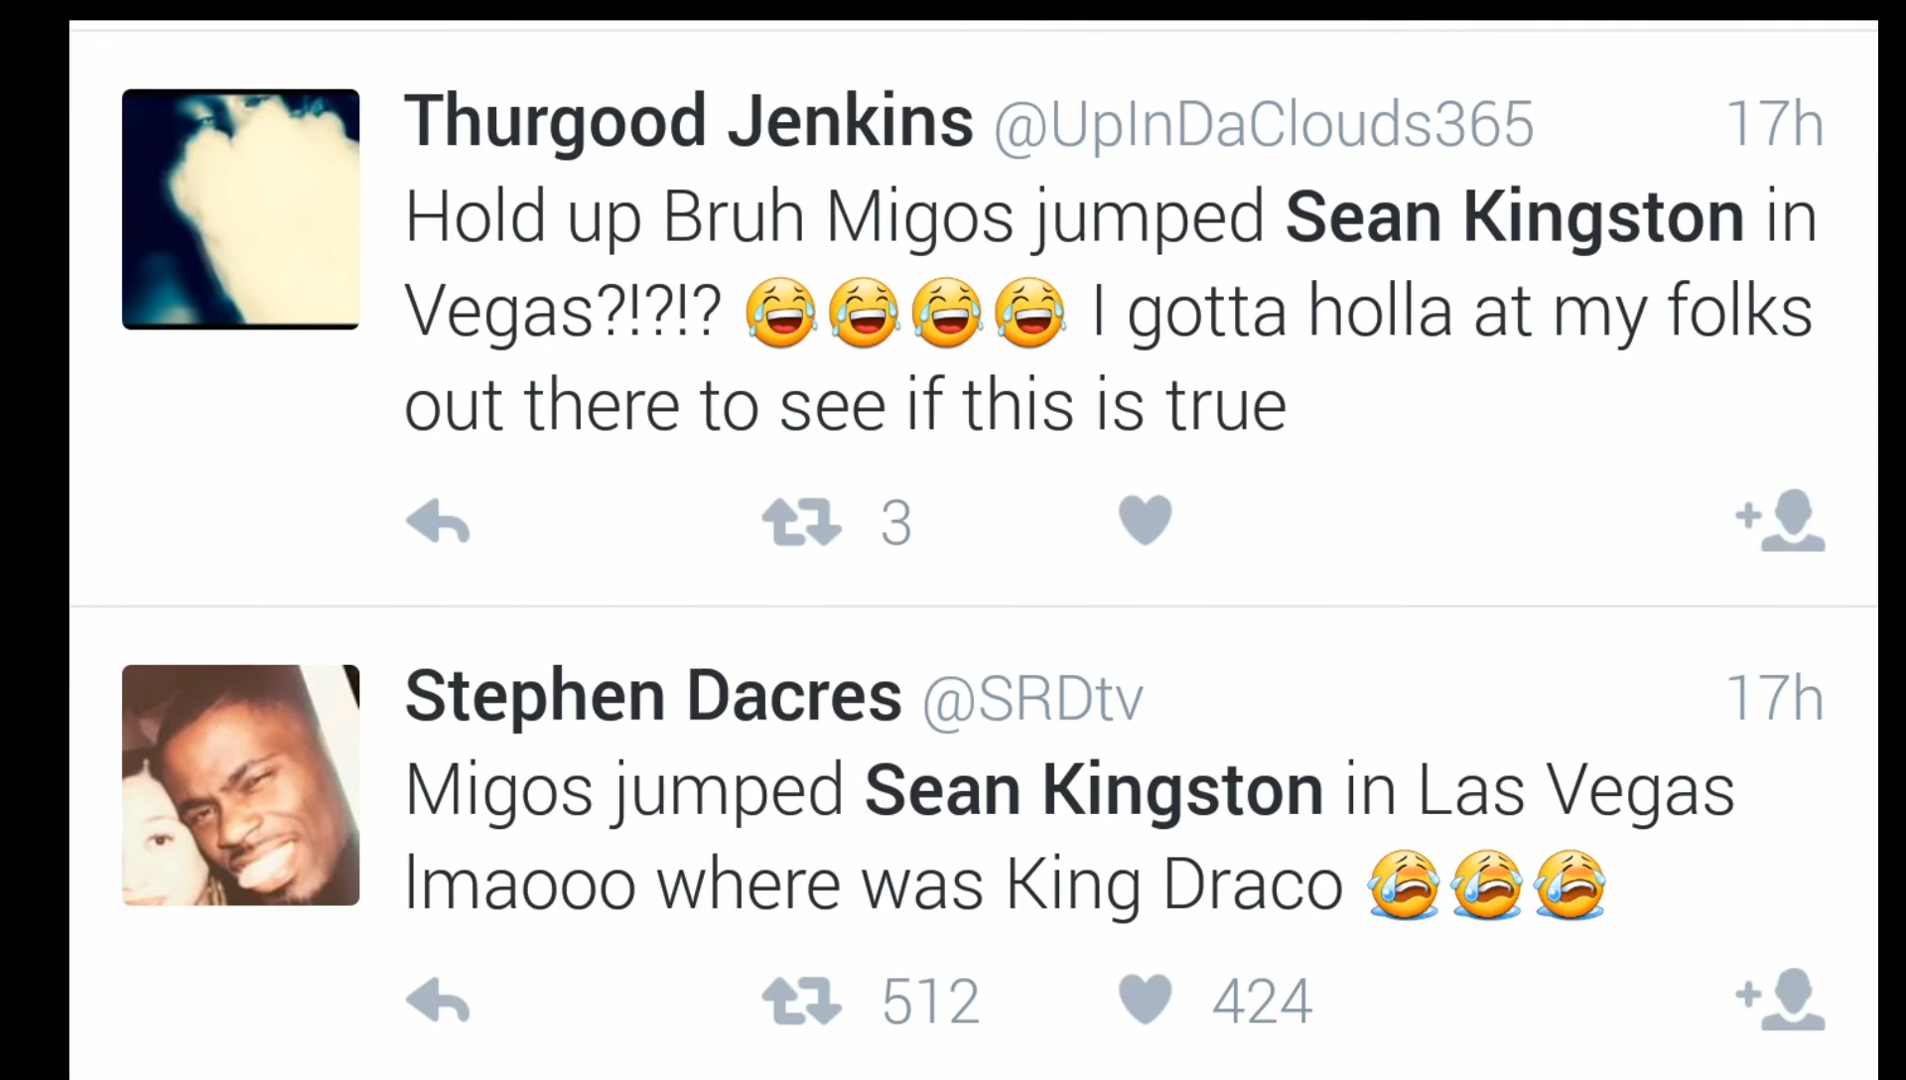 Thurgood Jenkins @UpInDaClouds365 17h
Hold up Bruh Migos jumped Sean Kingston in
Vegas?!?!? 😂😂😂😂 I gotta holla at my folks
out there to see if this is true
3
Stephen Dacres @SRDtv 17h
Migos jumped Sean Kingston in Las Vegas
lmaooo where was King Draco 😭😭😭
512 424